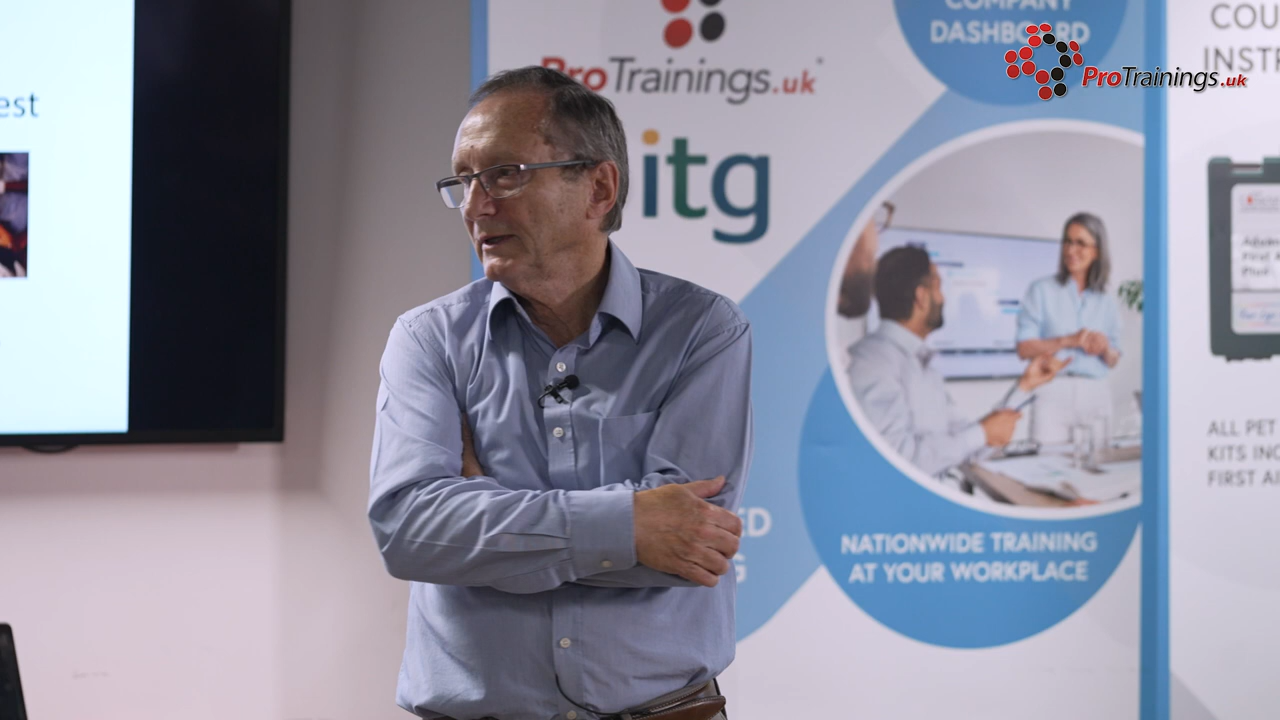 est
ProTrainings.uk
itg
COMPANY
DASHBOARD
ProTrainings.uk
NATIONWIDE TRAINING
AT YOUR WORKPLACE
ED
G
COU
INSTR
ALL PET
KITS INC
FIRST AI